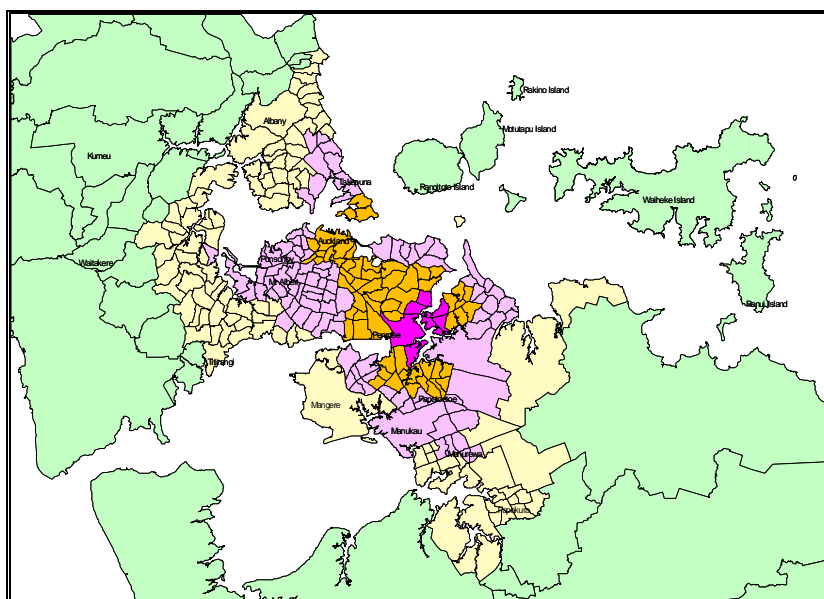 Rakino Island
Albany
Motutapu Island
Kumeu
Takapuna
Rangitoto Island
Waiheke Island
Auckland
Ponsonby
Waitakere
Mt Albert
Ponui Island
Penrose
Titirangi
Papatoetoe
Mangere
Manukau
Manurewa
Papakura